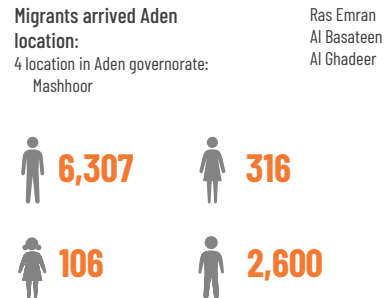 Migrants arrived Aden
location:
4 location in Aden governorate:
Mashhoor
Ras Emran
Al Basateen
Al Ghadeer
6,307
316
106
2,600